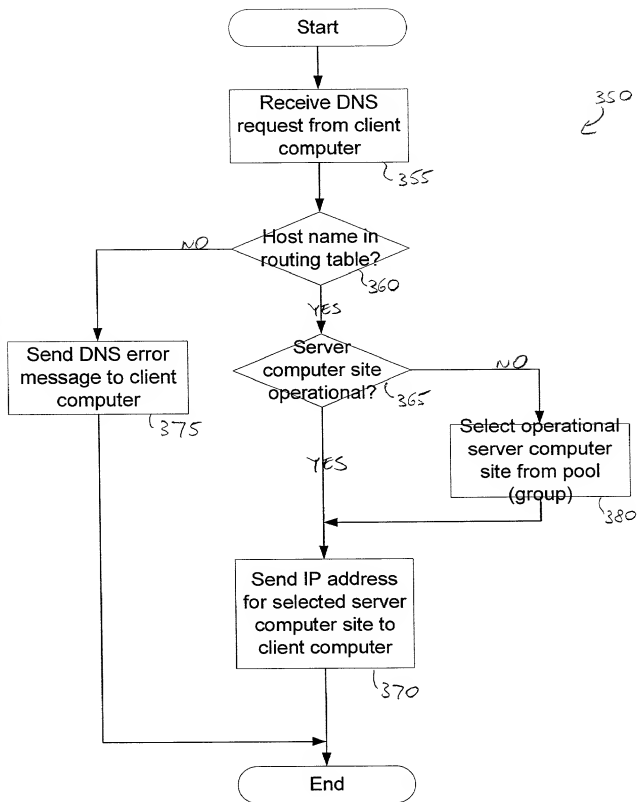 Start
350
Receive DNS
request from client
computer
355
Host name in
routing table?
360
NO
YES
Server
computer site
operational?
365
NO
Send DNS error
message to client
computer
375
YES
Select operational
server computer
site from pool
(group)
380
Send IP address
for selected server
computer site to
client computer
370
End